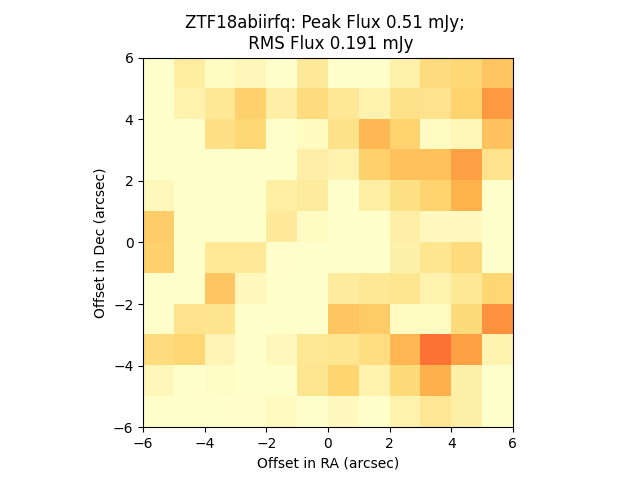 ZTF18abiirfq: Peak Flux 0.51 mJy;
RMS Flux 0.191 mJy
6
4
2
0
−2
−4
−6
Offset in Dec (arcsec)
−6 −4 −2 0 2 4 6
Offset in RA (arcsec)